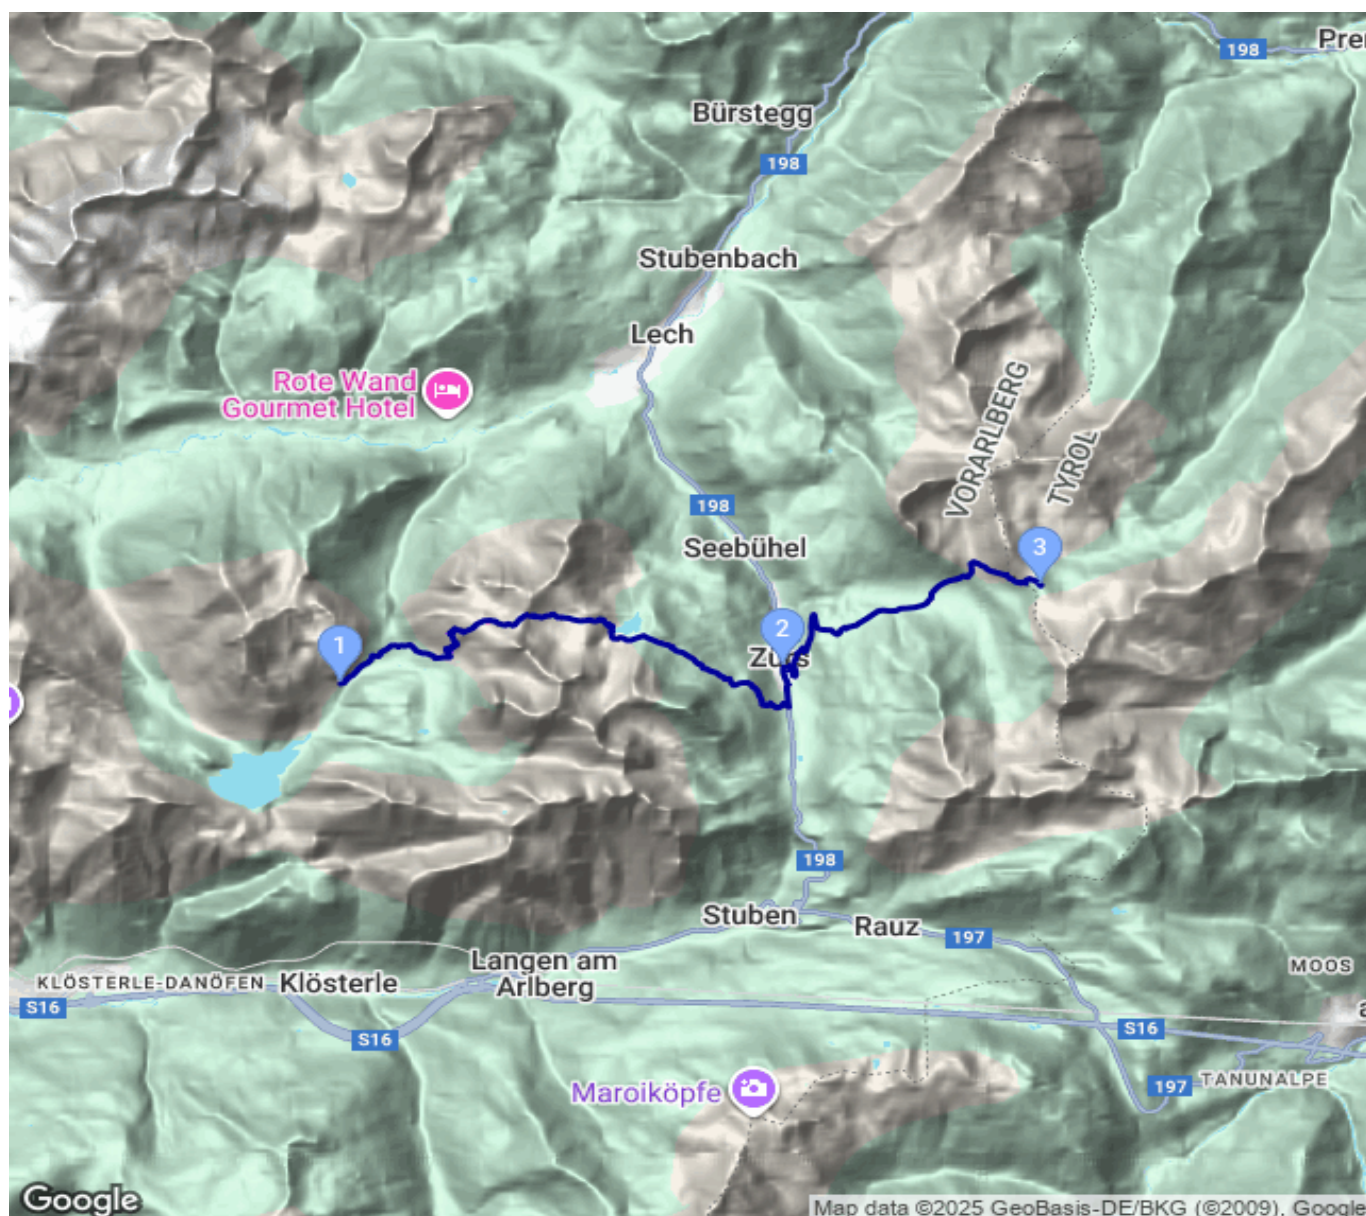 198
Prer
Bürstegg
198
Stubenbach
Lech
Rote Wand
Gourmet Hotel
VORARLBERG
TYROL
198
Seebühel
3
2
1
Zürs
198
Stuben
Rauz
197
Langen am
Arlberg
MOOS
KLÖSTERLE-DANÖFEN
Klösterle
S16
S16
S16
a
Maroiköpfe
197
TANUNALPE
Google
Map data ©2025 GeoBasis-DE/BKG (©2009), Google